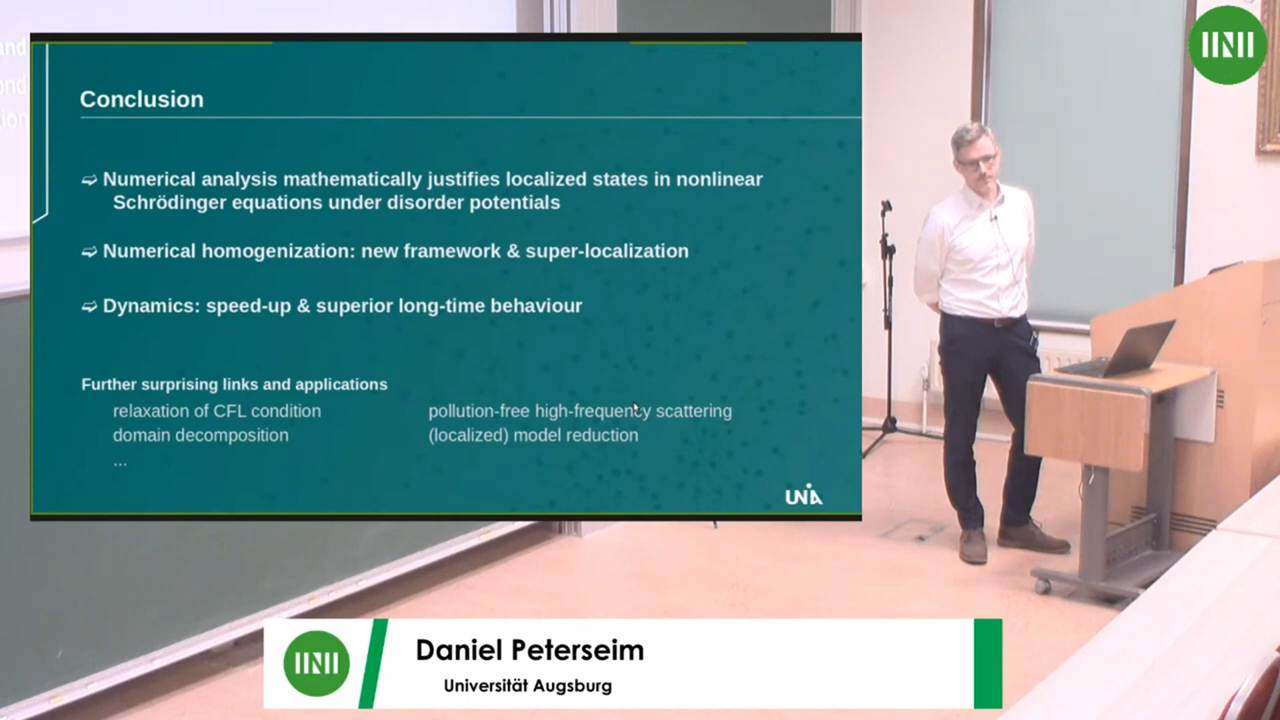 Conclusion
⇨ Numerical analysis mathematically justifies localized states in nonlinear
Schrödinger equations under disorder potentials
⇨ Numerical homogenization: new framework & super-localization
⇨ Dynamics: speed-up & superior long-time behaviour
Further surprising links and applications
relaxation of CFL condition
pollution-free high-frequency scattering
domain decomposition
(localized) model reduction
...
UNIA
Daniel Peterseim
Universität Augsburg